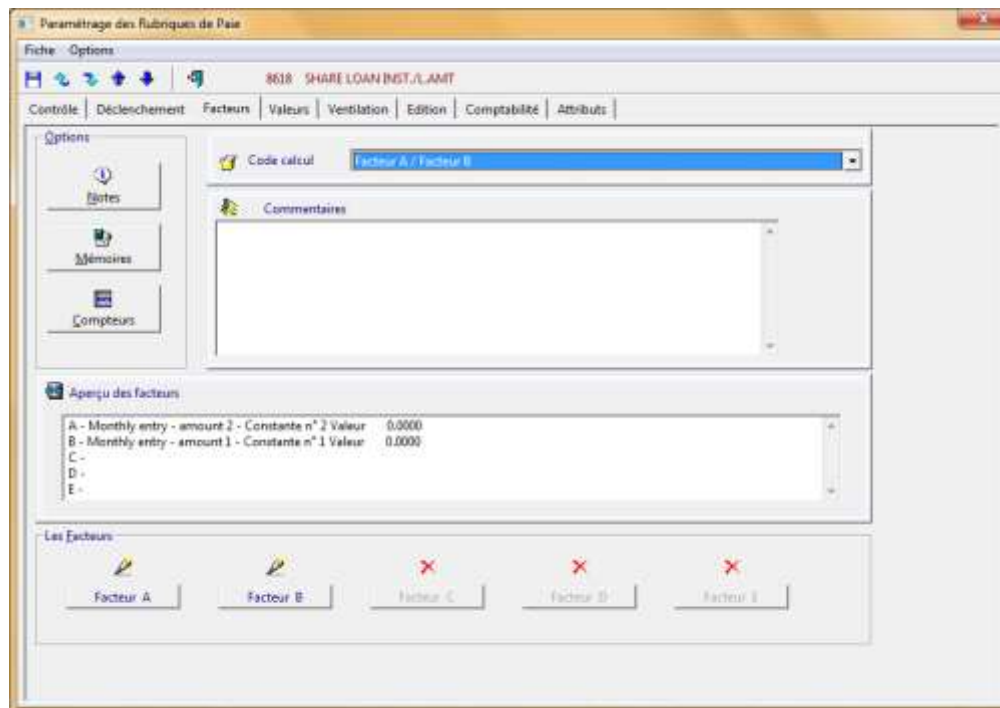 Paramétrage des Rubriques de Paie
Fiche Options
8618 SHARE LOAN INST./L.AMT
Contrôle Déclenchement Facteurs Valeurs Ventilation Edition Comptabilité Attributs
Options
Code calcul Facteur A / Facteur B
Notes
Commentaires
Mémoires
Compteurs
Aperçu des facteurs
A - Monthly entry - amount 2 - Constante n° 2 Valeur 0.0000
B - Monthly entry - amount 1 - Constante n° 1 Valeur 0.0000
C -
D -
E -
Les Facteurs
Facteur A Facteur B Facteur C Facteur D Facteur E